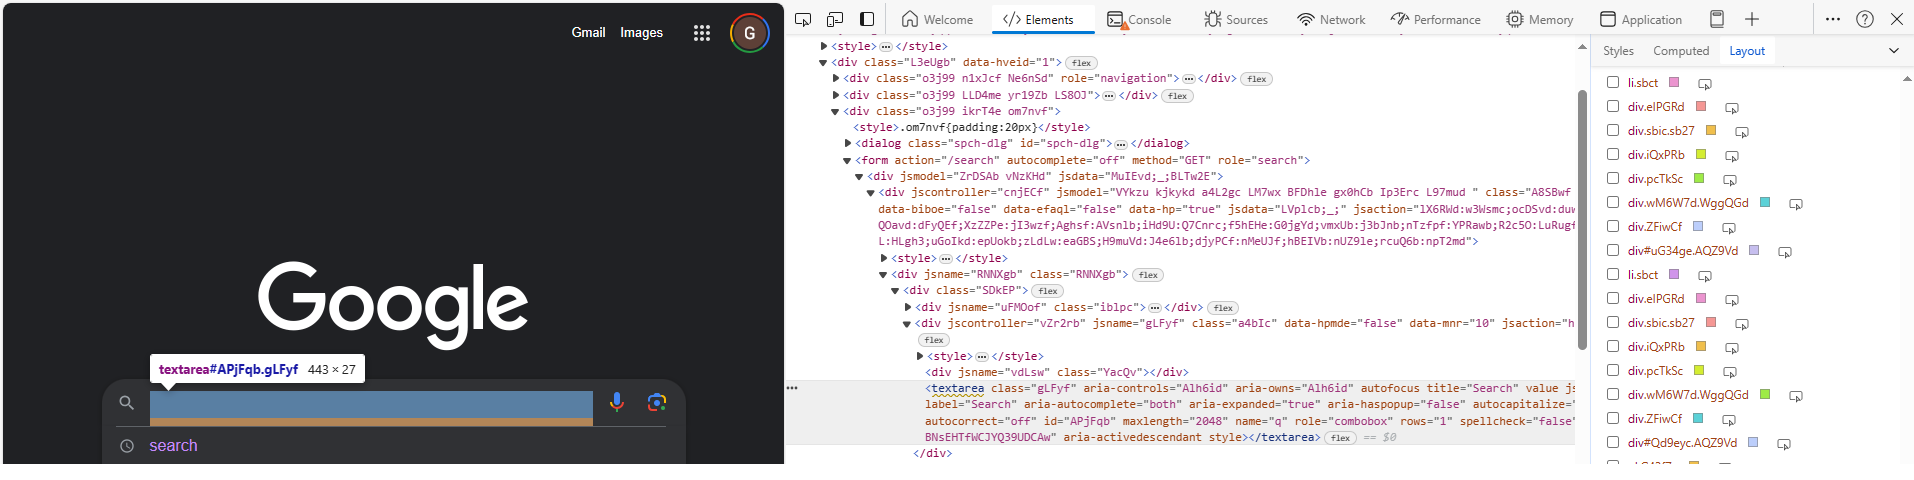 Gmail Images G
Google
textarea#APjFqb.gLFyf 443 × 27
search
Welcome Elements Console Sources Network Performance Memory Application
<style></style>
<div class="L3eUgb" data-hveid="1"> flex
<div class="o3j99 n1xJcf Ne6nSd" role="navigation"></div> flex
<div class="o3j99 LLD4me yr19Zb LS8OJ"></div> flex
<div class="o3j99 ikrT4e om7nvf">
<style>.om7nvf{padding:20px}</style>
<dialog class="spch-dlg" id="spch-dlg"></dialog>
<form action="/search" autocomplete="off" method="GET" role="search">
<div jsmodel="ZrDSAb vNzKHd" jsdata="MuIEvd;_;BLTw2E">
<div jscontroller="cnjECf" jsmodel="VYkzu kjkykd a4L2gc LM7wx BFDhle gx0hCb Ip3Erc L97mud " class="A8SBwf
data-biboe="false" data-efaql="false" data-hp="true" jsdata="LVplcb;_;" jsaction="lX6RWd:w3Wsmc;ocDSvd:duw
QOavd:dFyQEf;XzZZPe:jI3wzf;Aghsf:AVsnlb;iHd9U:Q7Cnrc;f5hEHe:G0jgYd;vmxUb:j3bJnb;nTzfpf:YPRawb;R2c5O:LuRugf
L:HLgh3;uGoIkd:epUokb;zLdLw:eaGBS;H9muVd:J4e6lb;djyPCf:nMeUJf;hBEIVb:nUZ9le;rcuQ6b:npT2md">
<style></style>
<div jsname="RNNXgb" class="RNNXgb"> flex
<div class="SDkEP"> flex
<div jsname="uFMOof" class="iblpc"></div> flex
<div jscontroller="vZr2rb" jsname="gLFyf" class="a4bIc" data-hpmde="false" data-mnr="10" jsaction="h
flex
<style></style>
<div jsname="vdLsw" class="YacQv"></div>
<textarea class="gLFyf" aria-controls="Alh6id" aria-owns="Alh6id" autofocus title="Search" value js
label="Search" aria-autocomplete="both" aria-expanded="true" aria-haspopup="false" autocapitalize="
autocorrect="off" id="APjFqb" maxlength="2048" name="q" role="combobox" rows="1" spellcheck="false"
BNsEHTfWCJYQ39UDCAw" aria-activedescendant style></textarea> flex == $0
</div>
Styles Computed Layout
li.sbct
div.eIPGRd
div.sbic.sb27
div.iQxPRb
div.pcTkSc
div.wM6W7d.WggQGd
div.ZFiwCf
div#uG34ge.AQZ9Vd
li.sbct
div.eIPGRd
div.sbic.sb27
div.iQxPRb
div.pcTkSc
div.wM6W7d.WggQGd
div.ZFiwCf
div#Qd9eyc.AQZ9Vd